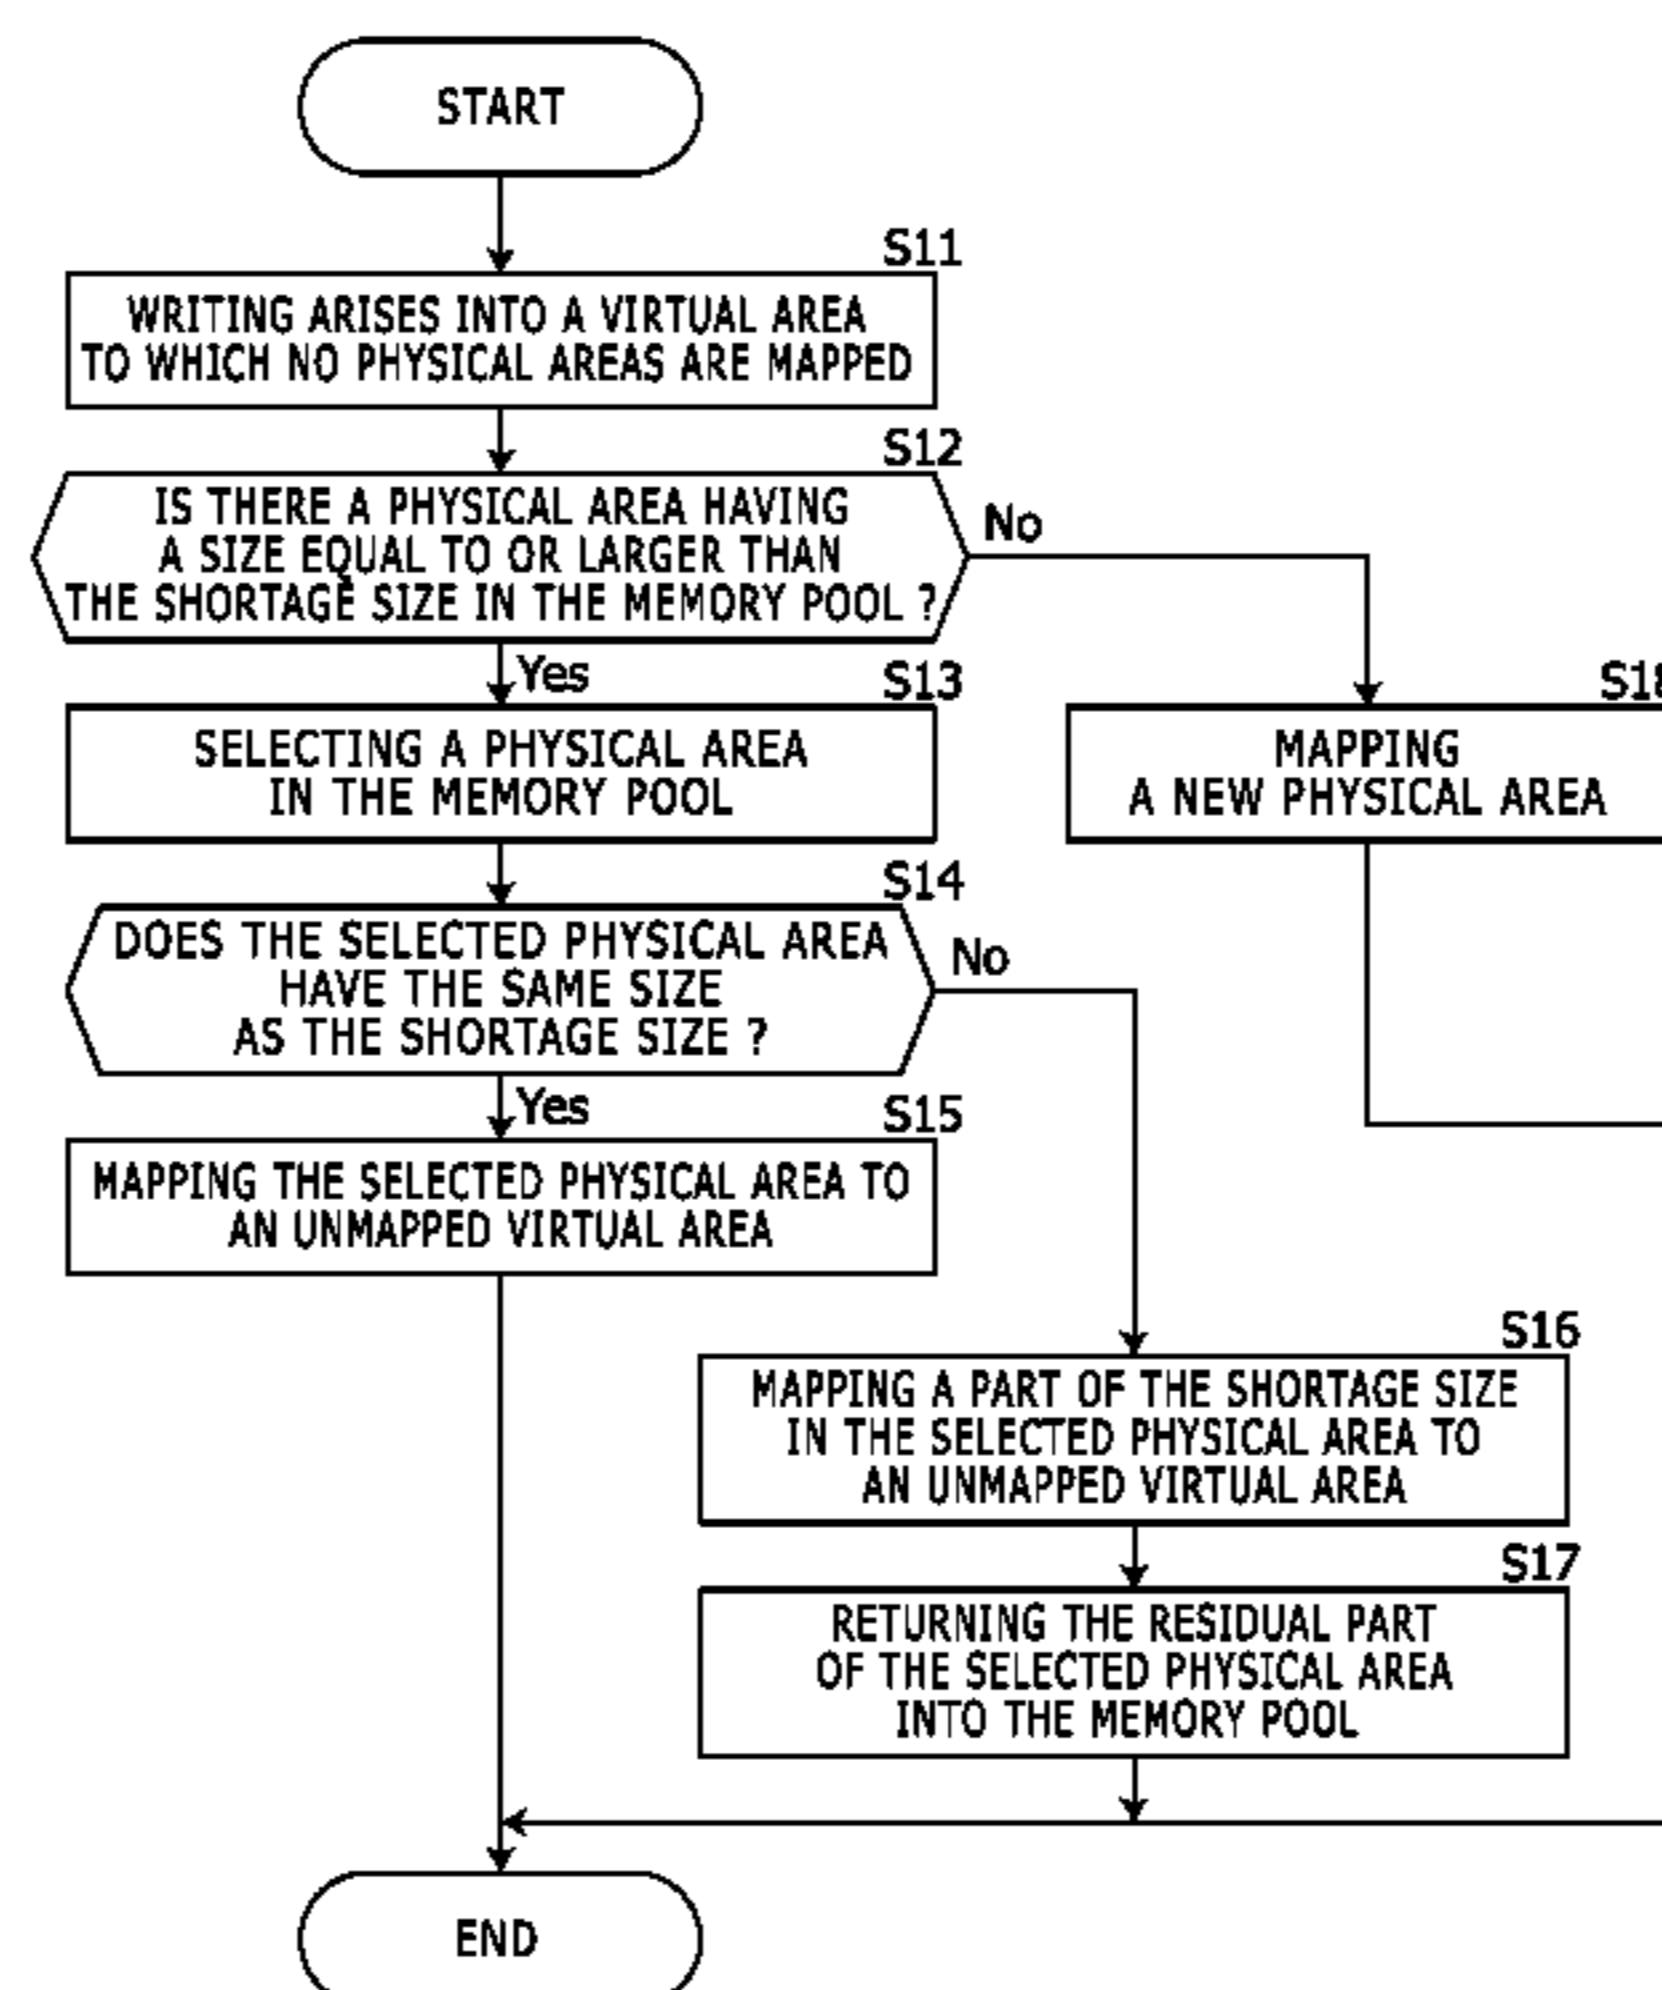 START
S11
WRITING ARISES INTO A VIRTUAL AREA
TO WHICH NO PHYSICAL AREAS ARE MAPPED
S12
IS THERE A PHYSICAL AREA HAVING
A SIZE EQUAL TO OR LARGER THAN
THE SHORTAGE SIZE IN THE MEMORY POOL ?
No
Yes
S13
SELECTING A PHYSICAL AREA
IN THE MEMORY POOL
S18
MAPPING
A NEW PHYSICAL AREA
S14
DOES THE SELECTED PHYSICAL AREA
HAVE THE SAME SIZE
AS THE SHORTAGE SIZE ?
No
Yes
S15
MAPPING THE SELECTED PHYSICAL AREA TO
AN UNMAPPED VIRTUAL AREA
S16
MAPPING A PART OF THE SHORTAGE SIZE
IN THE SELECTED PHYSICAL AREA TO
AN UNMAPPED VIRTUAL AREA
S17
RETURNING THE RESIDUAL PART
OF THE SELECTED PHYSICAL AREA
INTO THE MEMORY POOL
END